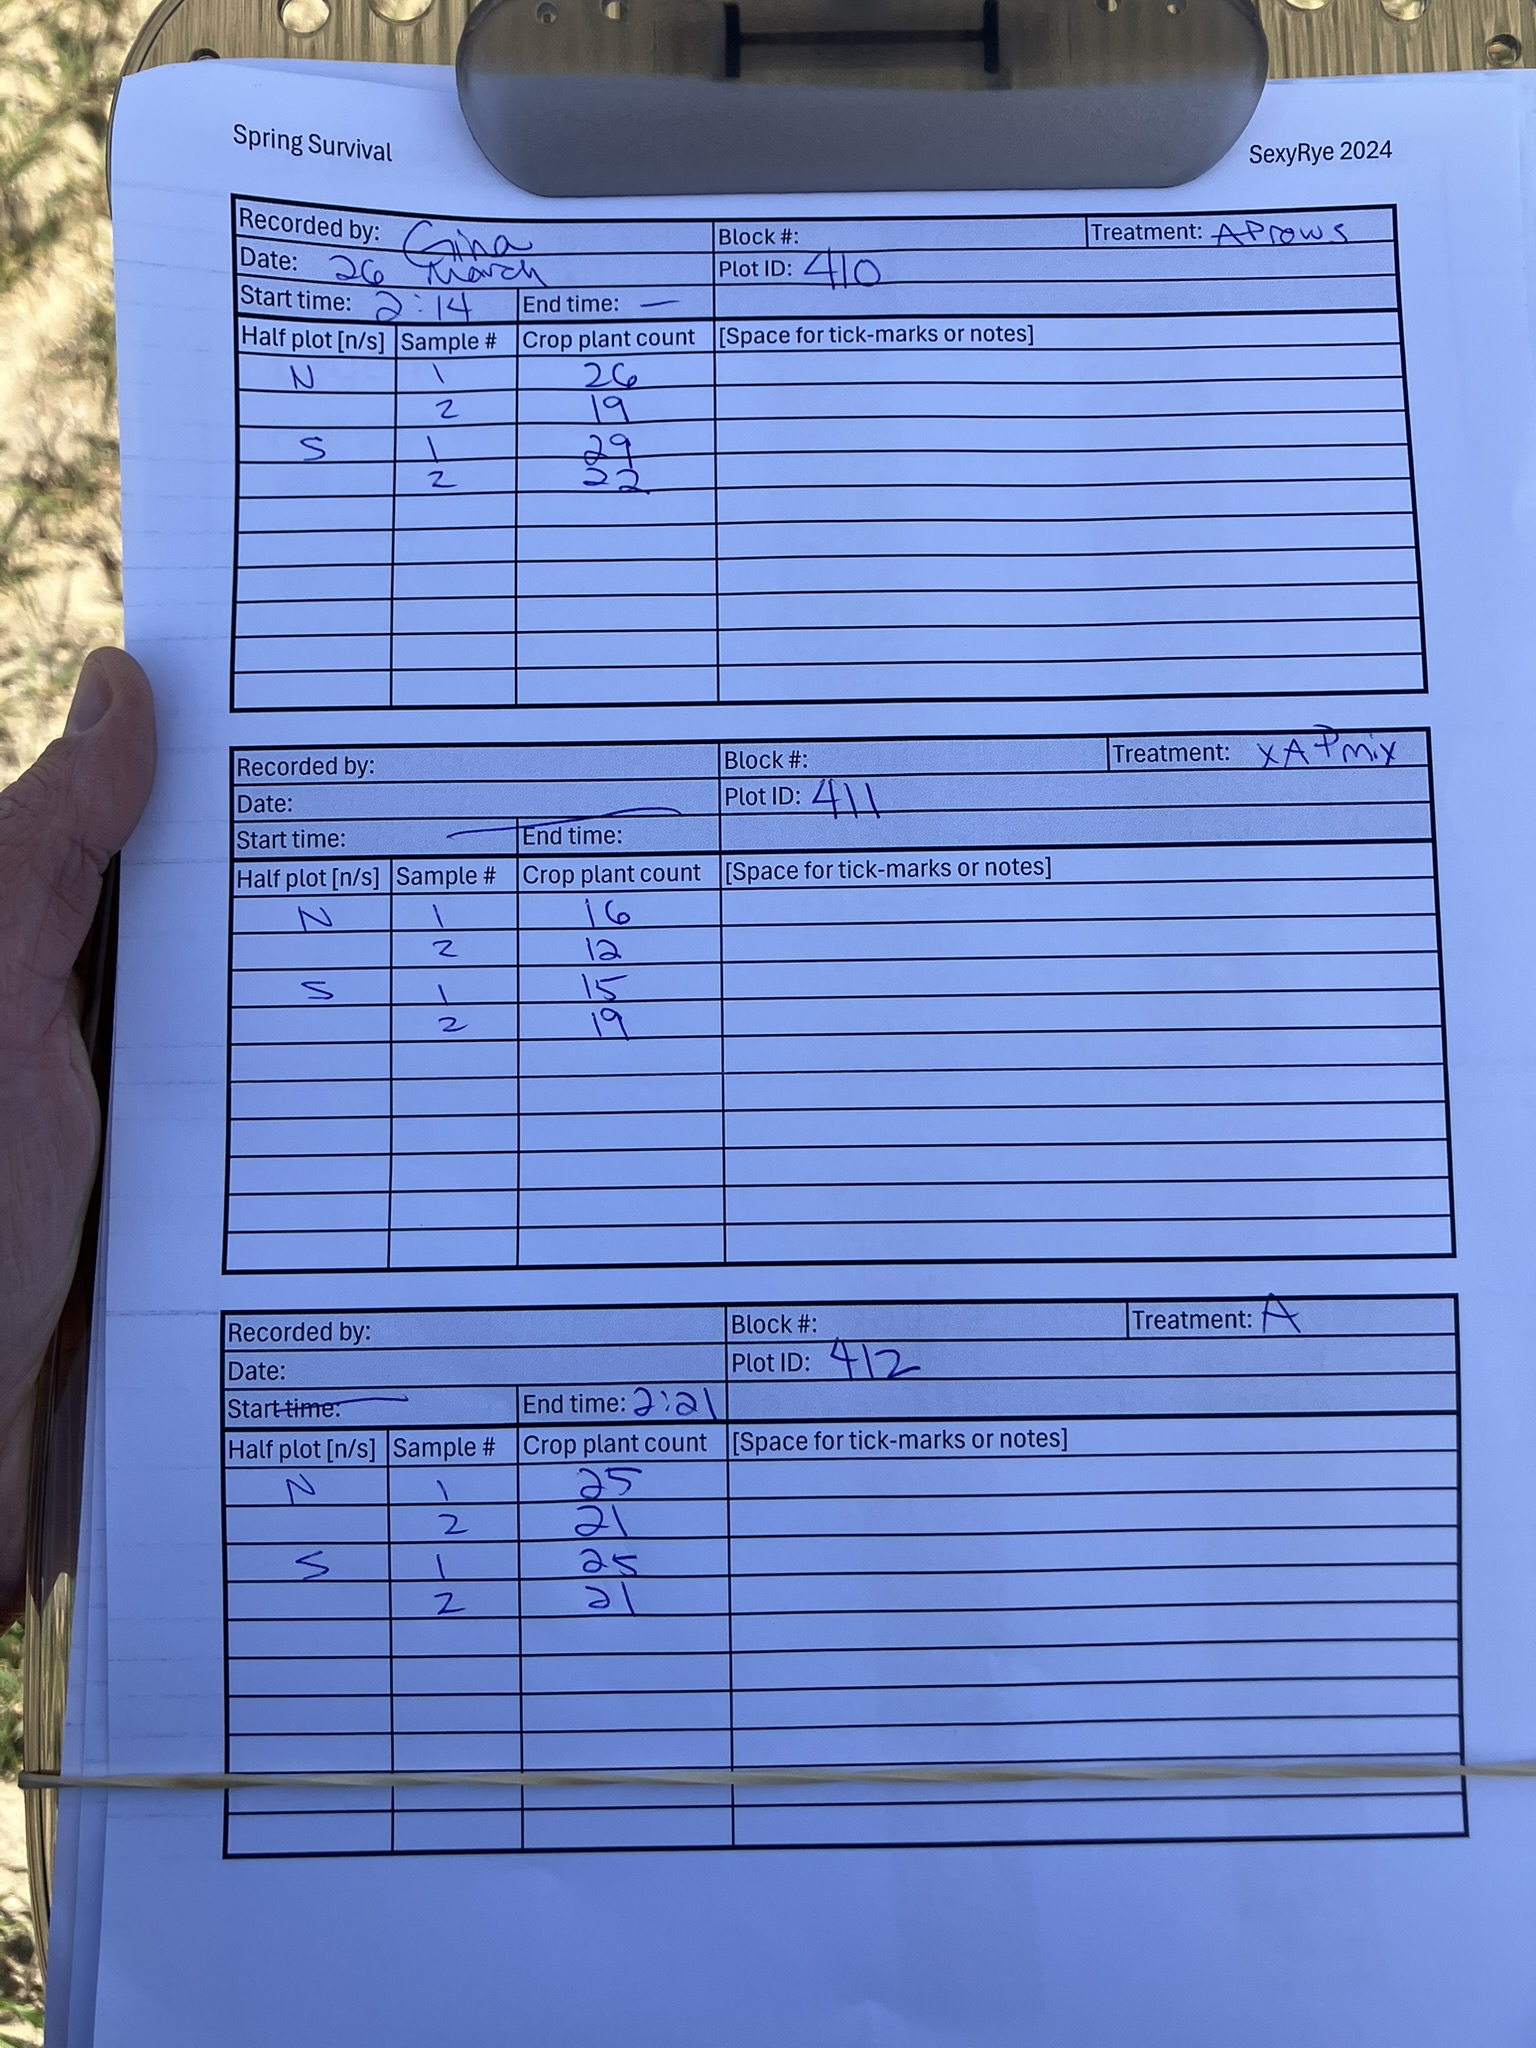 Spring Survival SexyRye 2024
Recorded by: Gina Block #: Treatment: AProws
Date: 26 March Plot ID: 410
Start time: 2:14 End time: —
Half plot [n/s] Sample # Crop plant count [Space for tick-marks or notes]
N 1 26
2 19
S 1 29
2 22
Recorded by: Block #: Treatment: XAPmix
Date: Plot ID: 411
Start time: End time:
Half plot [n/s] Sample # Crop plant count [Space for tick-marks or notes]
N 1 16
2 12
S 1 15
2 19
Recorded by: Block #: Treatment: A
Date: Plot ID: 412
Start time: End time: 2:21
Half plot [n/s] Sample # Crop plant count [Space for tick-marks or notes]
N 1 25
2 21
S 1 25
2 21